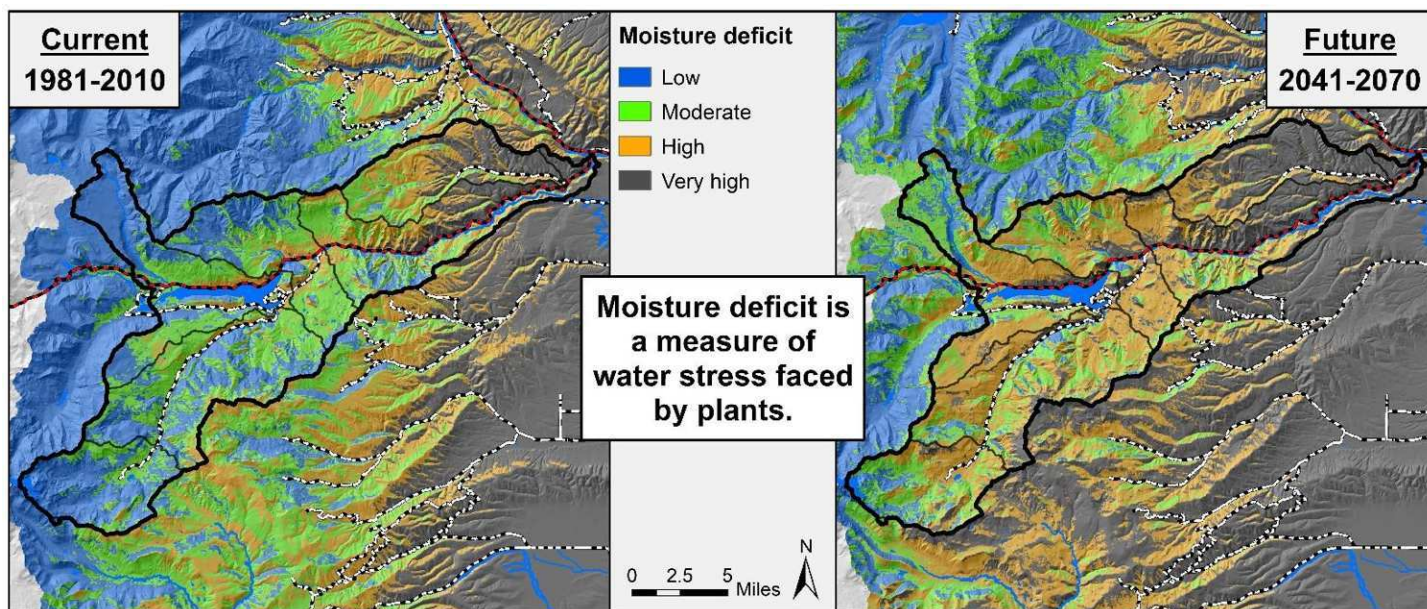 Current
1981-2010
Moisture deficit
Low
Moderate
High
Very high
Moisture deficit is
a measure of
water stress faced
by plants.
0 2.5 5 Miles
N
Future
2041-2070